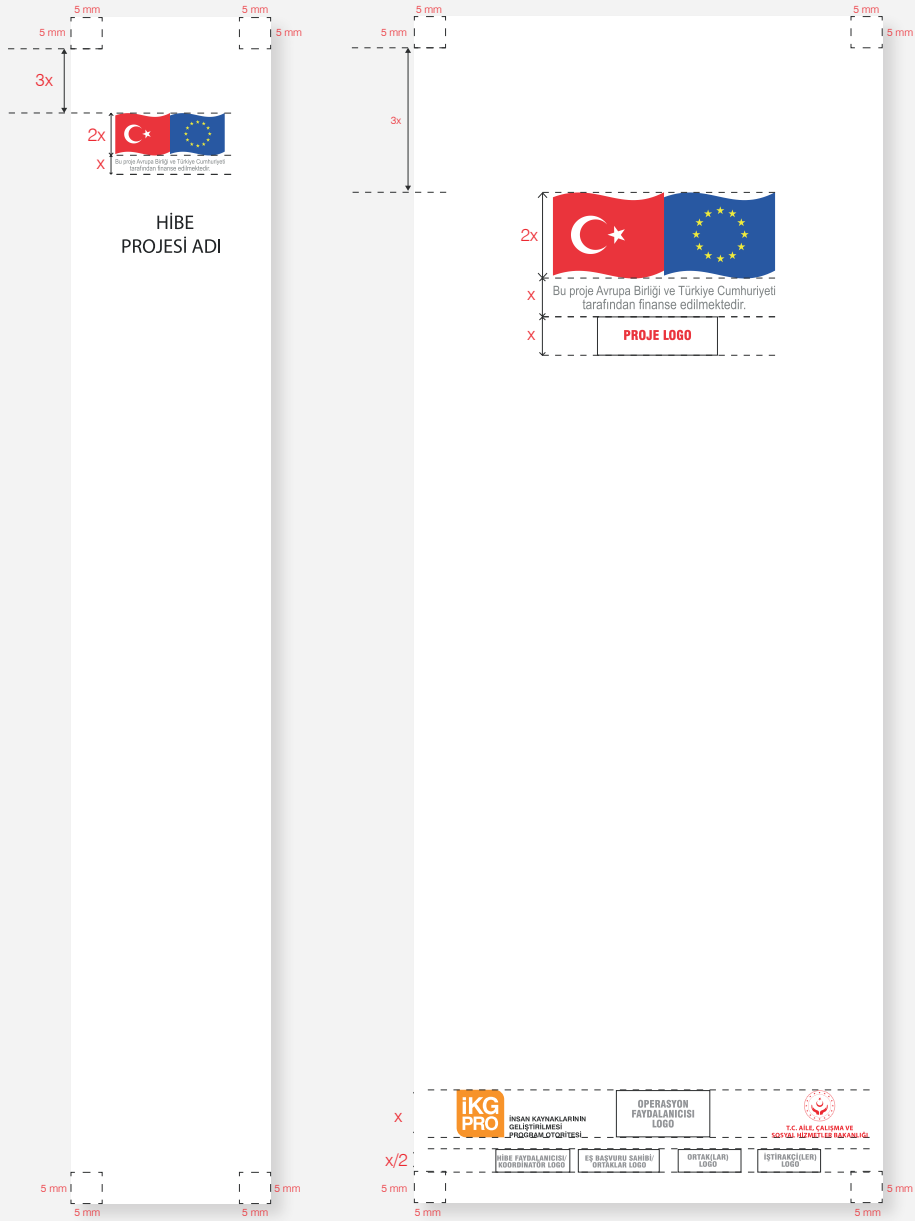 5 mm
5 mm
5 mm
5 mm
3x
2x
x
Bu proje Avrupa Birliği ve Türkiye Cumhuriyeti
tarafından finanse edilmektedir.
HİBE
PROJESİ ADI
5 mm
5 mm
5 mm
5 mm
5 mm
5 mm
5 mm
5 mm
3x
2x
x
Bu proje Avrupa Birliği ve Türkiye Cumhuriyeti
tarafından finanse edilmektedir.
x
PROJE LOGO
x
iKG
PRO
İNSAN KAYNAKLARININ
GELİŞTİRİLMESİ
PROGRAM OTORİTESİ
OPERASYON
FAYDALANICISI
LOGO
T.C. AİLE, ÇALIŞMA VE
SOSYAL HİZMETLER BAKANLIĞI
x/2
HİBE FAYDALANICISI/
KOORDİNATÖR LOGO
EŞ BAŞVURU SAHİBİ/
ORTAKLAR LOGO
ORTAK(LAR)
LOGO
İŞTİRAKÇİ(LER)
LOGO
5 mm
5 mm
5 mm
5 mm